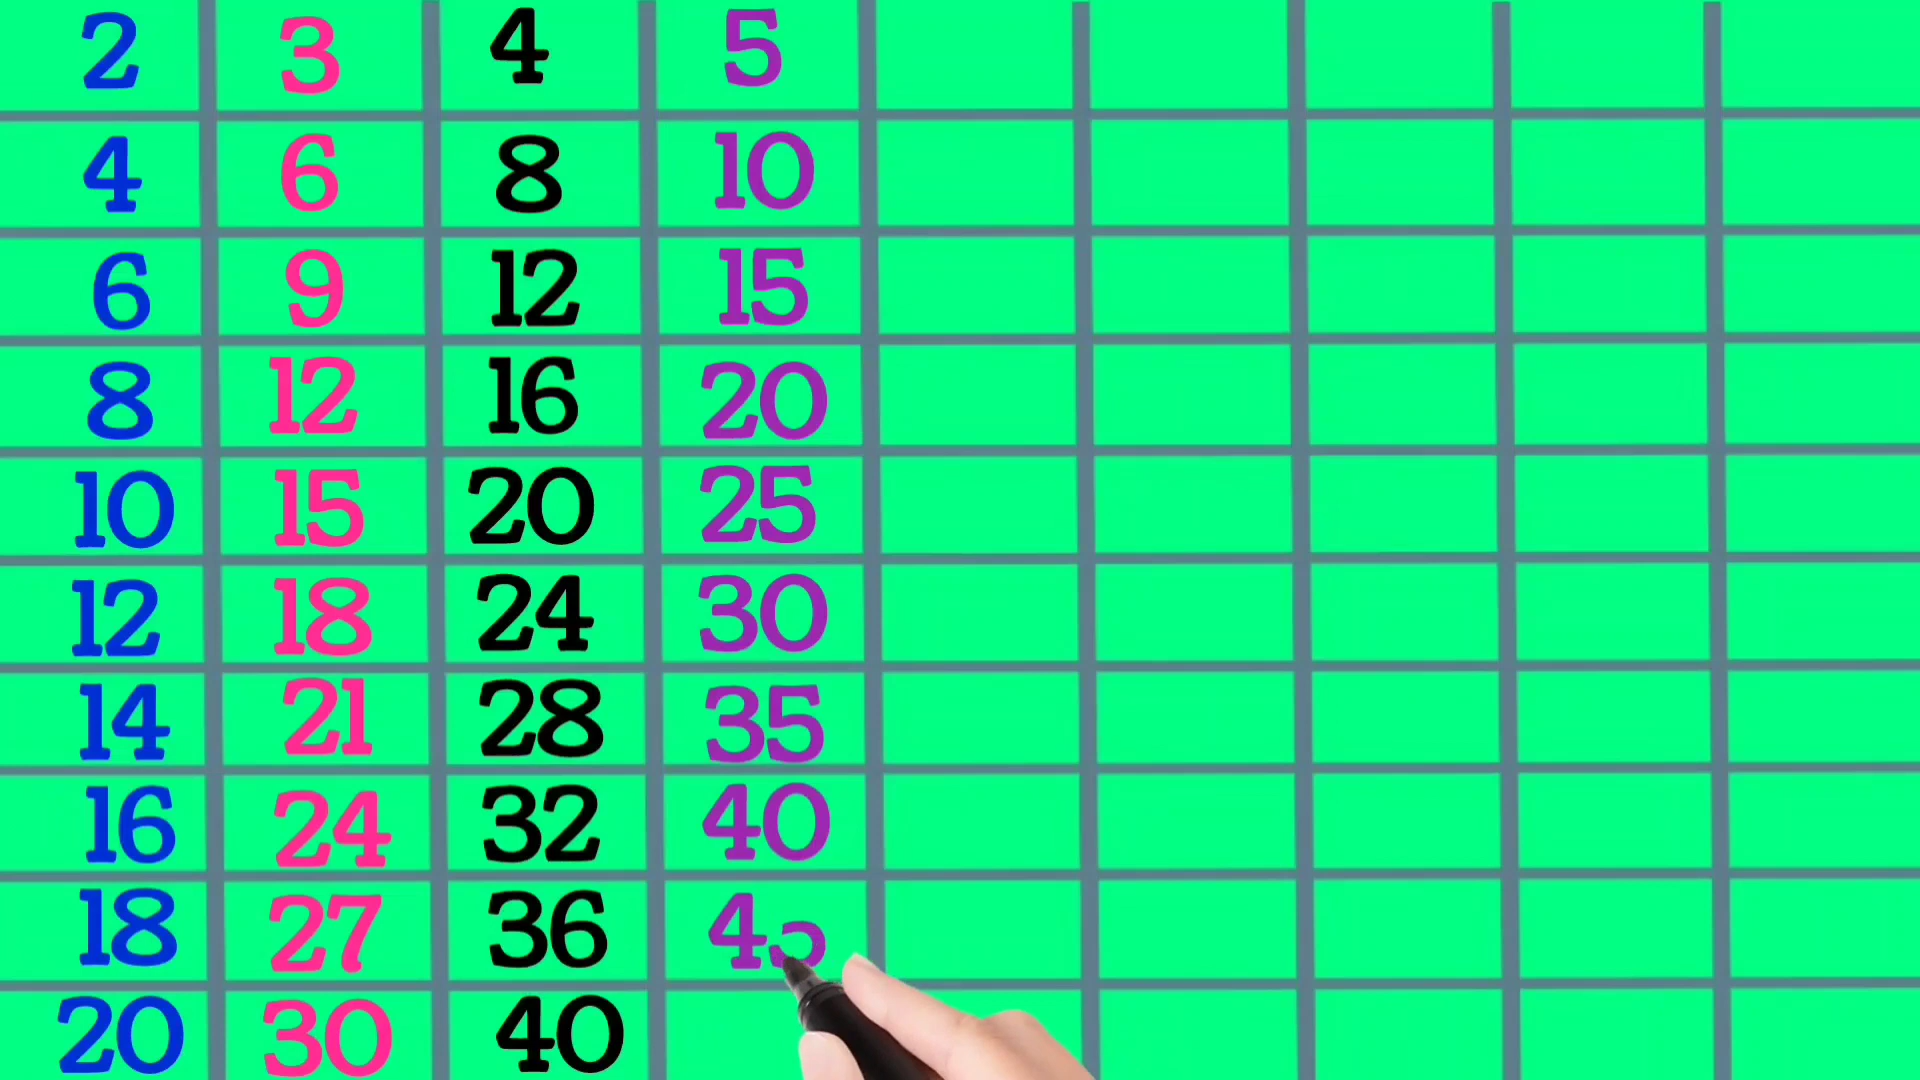 2 3 4 5
4 6 8 10
6 9 12 15
8 12 16 20
10 15 20 25
12 18 24 30
14 21 28 35
16 24 32 40
18 27 36 4
20 30 40